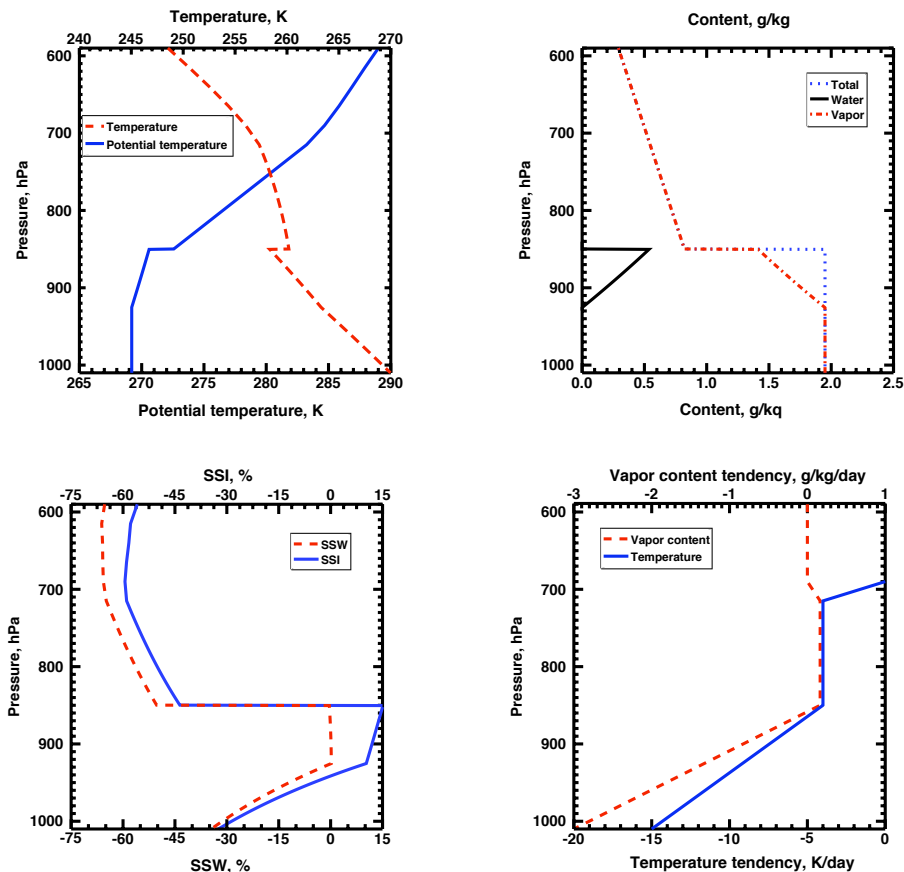 Temperature, K
240 245 250 255 260 265 270
600
700
800
900
1000
Pressure, hPa
Temperature
Potential temperature
265 270 275 280 285 290
Potential temperature, K
Content, g/kg
600
700
800
900
1000
Pressure, hPa
Total
Water
Vapor
0.0 0.5 1.0 1.5 2.0 2.5
Content, g/kq
SSI, %
-75 -60 -45 -30 -15 0 15
600
700
800
900
1000
Pressure, hPa
SSW
SSI
-75 -60 -45 -30 -15 0 15
SSW, %
Vapor content tendency, g/kg/day
-3 -2 -1 0 1
600
700
800
900
1000
Pressure, hPa
Vapor content
Temperature
-20 -15 -10 -5 0
Temperature tendency, K/day